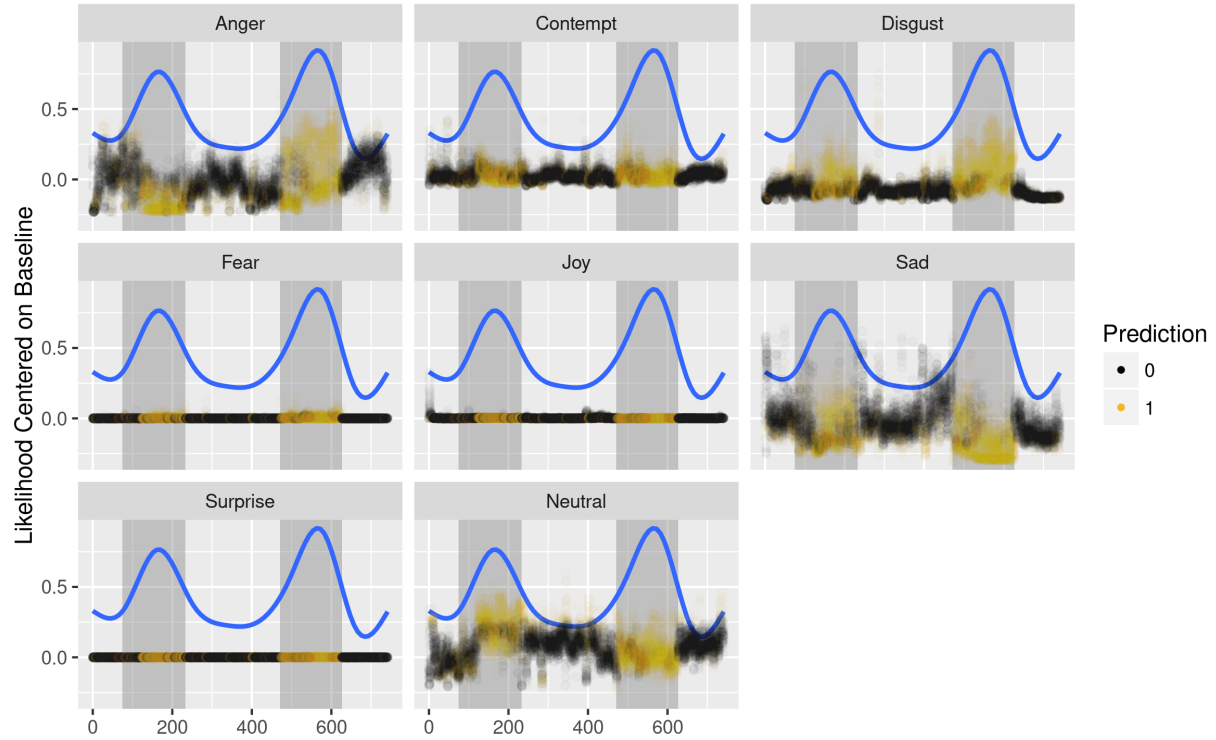 Anger
Contempt
Disgust
0.5
0.0
Fear
Joy
Sad
0.5
0.0
Surprise
Neutral
0.5
0.0
0 200 400 600
0 200 400 600
Likelihood Centered on Baseline
Prediction
0
1